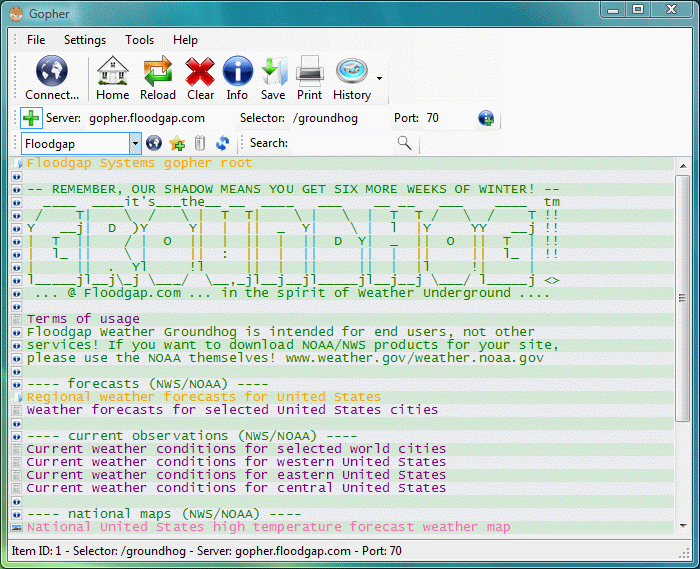 Gopher
File Settings Tools Help
Connect... Home Reload Clear Info Save Print History
Server: gopher.floodgap.com Selector: /groundhog Port: 70
Floodgap Search:
Floodgap Systems gopher root
-- REMEMBER, OUR SHADOW MEANS YOU GET SIX MORE WEEKS OF WINTER! --
it's the tm
GROUNDHOG !!
... @ Floodgap.com ... in the spirit of Weather Underground ....
Terms of usage
Floodgap Weather Groundhog is intended for end users, not other
services! If you want to download NOAA/NWS products for your site,
please use the NOAA themselves! www.weather.gov/weather.noaa.gov
---- forecasts (NWS/NOAA) ----
Regional weather forecasts for United States
Weather forecasts for selected United States cities
---- current observations (NWS/NOAA) ----
Current weather conditions for selected world cities
Current weather conditions for western United States
Current weather conditions for eastern United States
Current weather conditions for central United States
---- national maps (NWS/NOAA) ----
National United States high temperature forecast weather map
Item ID: 1 - Selector: /groundhog - Server: gopher.floodgap.com - Port: 70